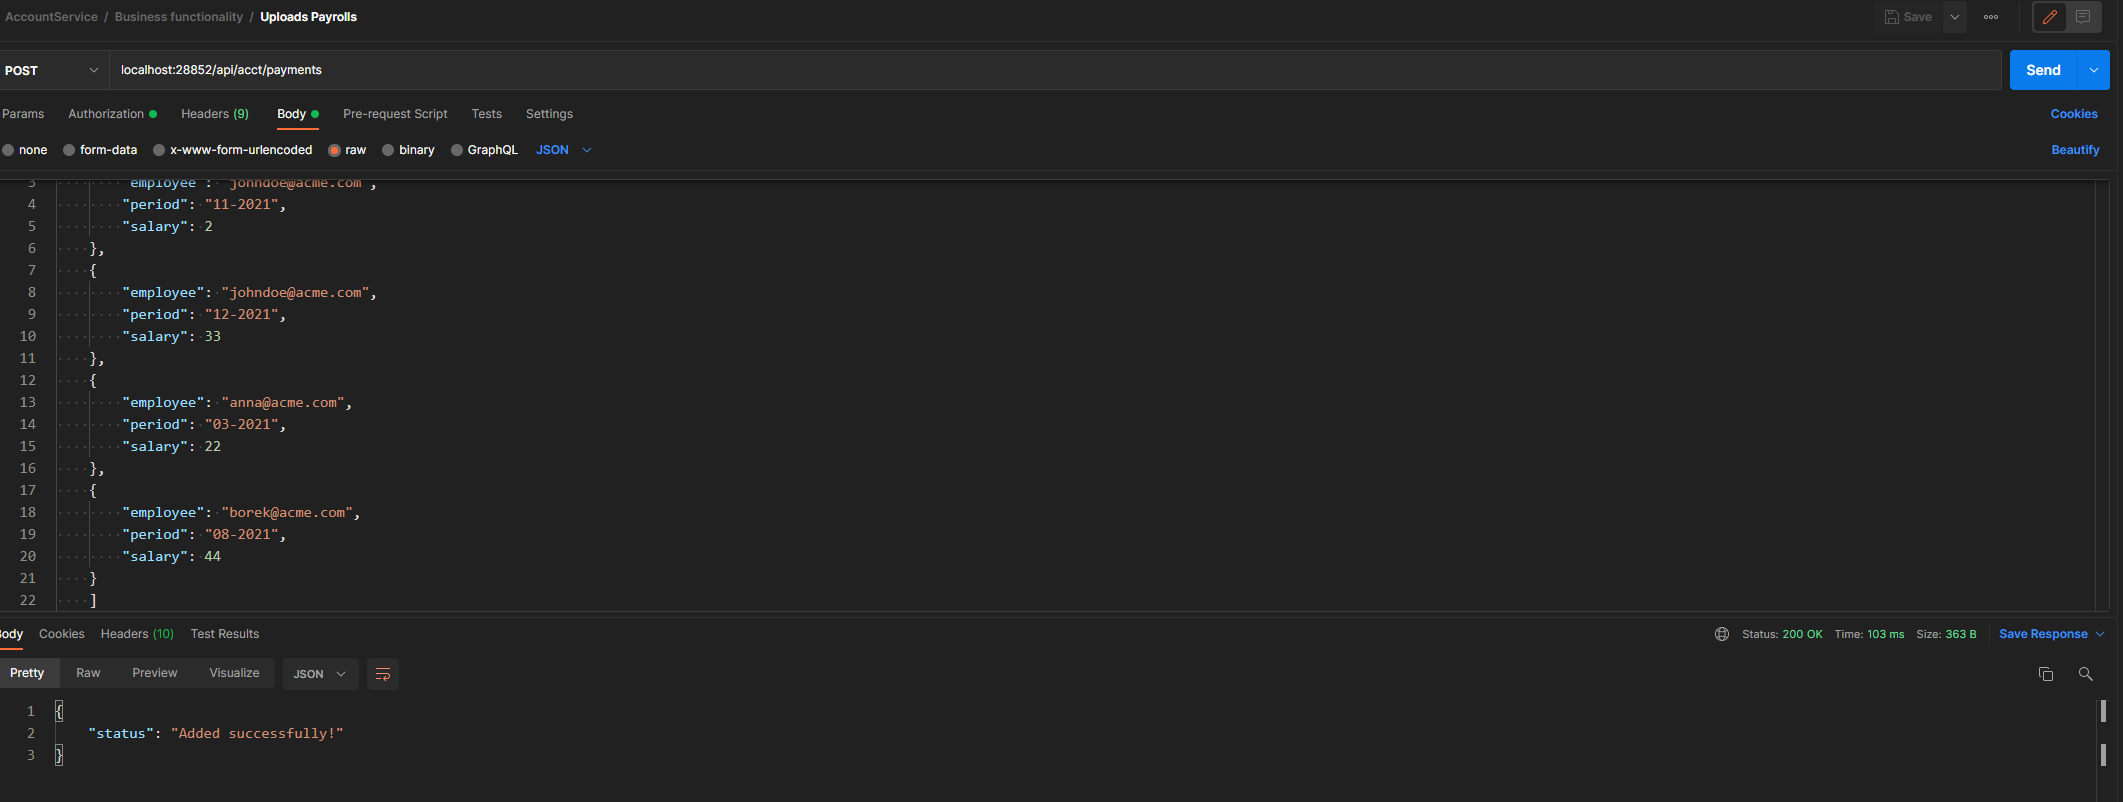 AccountService / Business functionality / Uploads Payrolls
Save
POST localhost:28852/api/acct/payments Send
Params Authorization Headers (9) Body Pre-request Script Tests Settings Cookies
none form-data x-www-form-urlencoded raw binary GraphQL JSON Beautify
3 "employee": "johndoe@acme.com",
4 "period": "11-2021",
5 "salary": 2
6 },
7 {
8 "employee": "johndoe@acme.com",
9 "period": "12-2021",
10 "salary": 33
11 },
12 {
13 "employee": "anna@acme.com",
14 "period": "03-2021",
15 "salary": 22
16 },
17 {
18 "employee": "borek@acme.com",
19 "period": "08-2021",
20 "salary": 44
21 }
22 ]
Body Cookies Headers (10) Test Results Status: 200 OK Time: 103 ms Size: 363 B Save Response
Pretty Raw Preview Visualize JSON
1 {
2 "status": "Added successfully!"
3 }